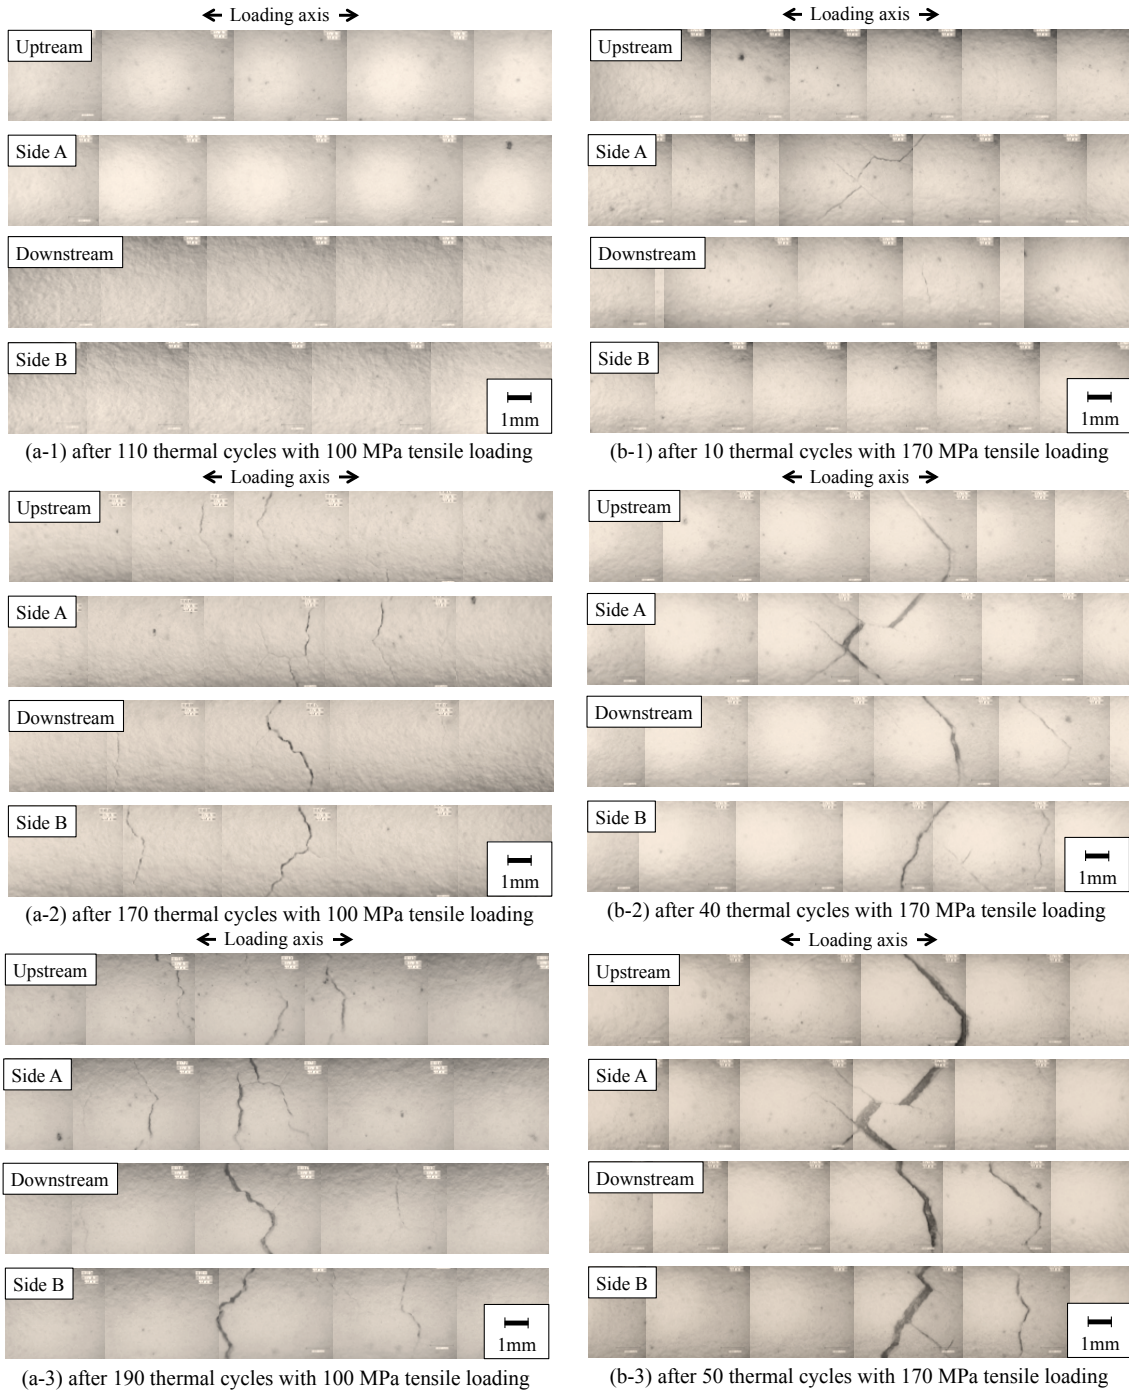 Loading axis
Uptream
Side A
Downstream
Side B
1mm
(a-1) after 110 thermal cycles with 100 MPa tensile loading
Loading axis
Upstream
Side A
Downstream
Side B
1mm
(b-1) after 10 thermal cycles with 170 MPa tensile loading
Loading axis
Upstream
Side A
Downstream
Side B
1mm
(a-2) after 170 thermal cycles with 100 MPa tensile loading
Loading axis
Upstream
Side A
Downstream
Side B
1mm
(b-2) after 40 thermal cycles with 170 MPa tensile loading
Loading axis
Upstream
Side A
Downstream
Side B
1mm
(a-3) after 190 thermal cycles with 100 MPa tensile loading
Loading axis
Upstream
Side A
Downstream
Side B
1mm
(b-3) after 50 thermal cycles with 170 MPa tensile loading